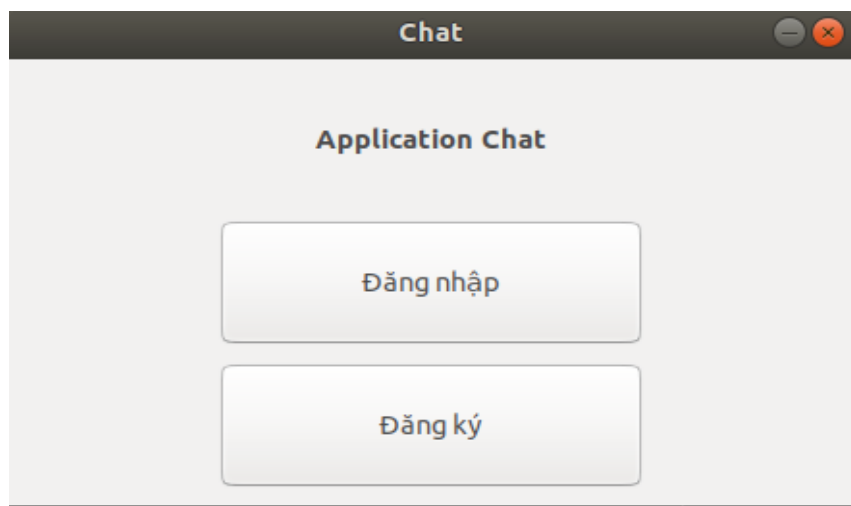 Chat
Application Chat
Đăng nhập
Đăng ký